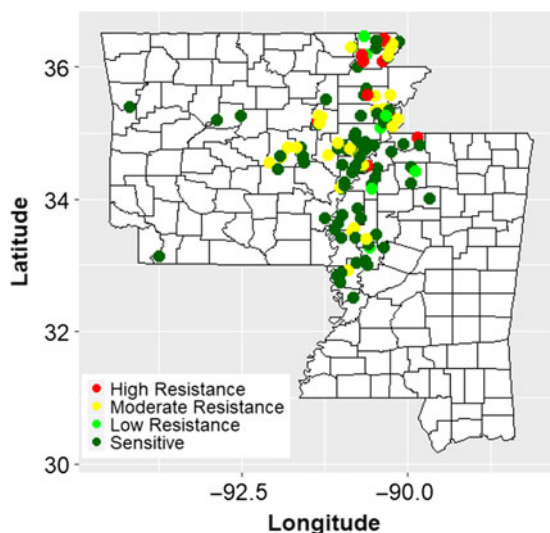 36
34
32
30
Latitude
High Resistance
Moderate Resistance
Low Resistance
Sensitive
−92.5 −90.0
Longitude